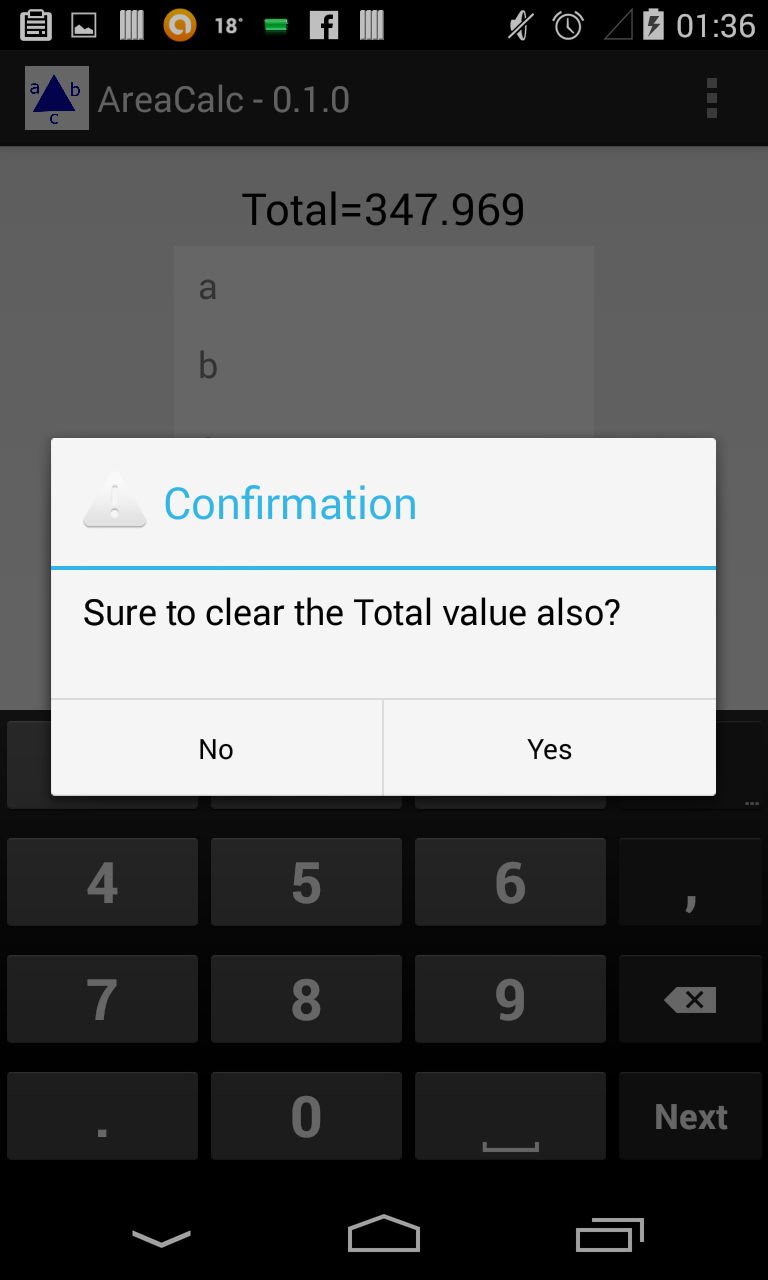 18° 01:36
a b AreaCalc - 0.1.0
c
Total=347.969
a
b
Confirmation
Sure to clear the Total value also?
No Yes
...
4 5 6 ,
7 8 9
. 0
Next